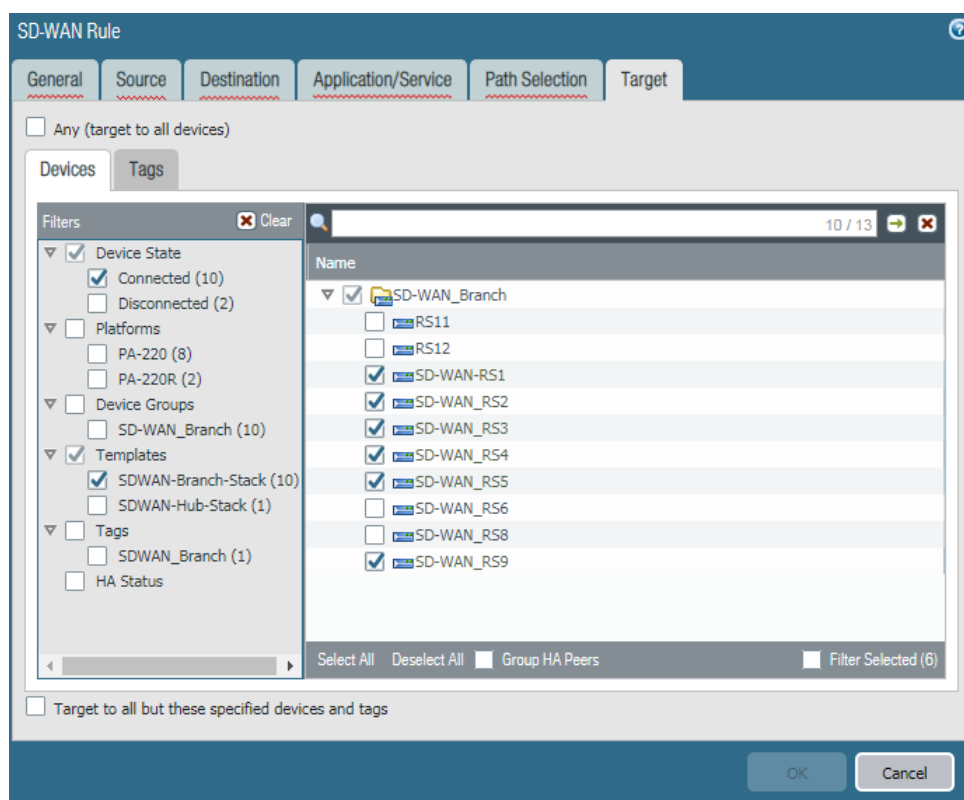 SD-WAN Rule
General Source Destination Application/Service Path Selection Target
Any (target to all devices)
Devices Tags
Filters Clear
Device State
Connected (10)
Disconnected (2)
Platforms
PA-220 (8)
PA-220R (2)
Device Groups
SD-WAN_Branch (10)
Templates
SDWAN-Branch-Stack (10)
SDWAN-Hub-Stack (1)
Tags
SDWAN_Branch (1)
HA Status
10 / 13
Name
SD-WAN_Branch
RS11
RS12
SD-WAN-RS1
SD-WAN_RS2
SD-WAN_RS3
SD-WAN_RS4
SD-WAN_RS5
SD-WAN_RS6
SD-WAN_RS8
SD-WAN_RS9
Select All Deselect All Group HA Peers Filter Selected (6)
Target to all but these specified devices and tags
OK Cancel